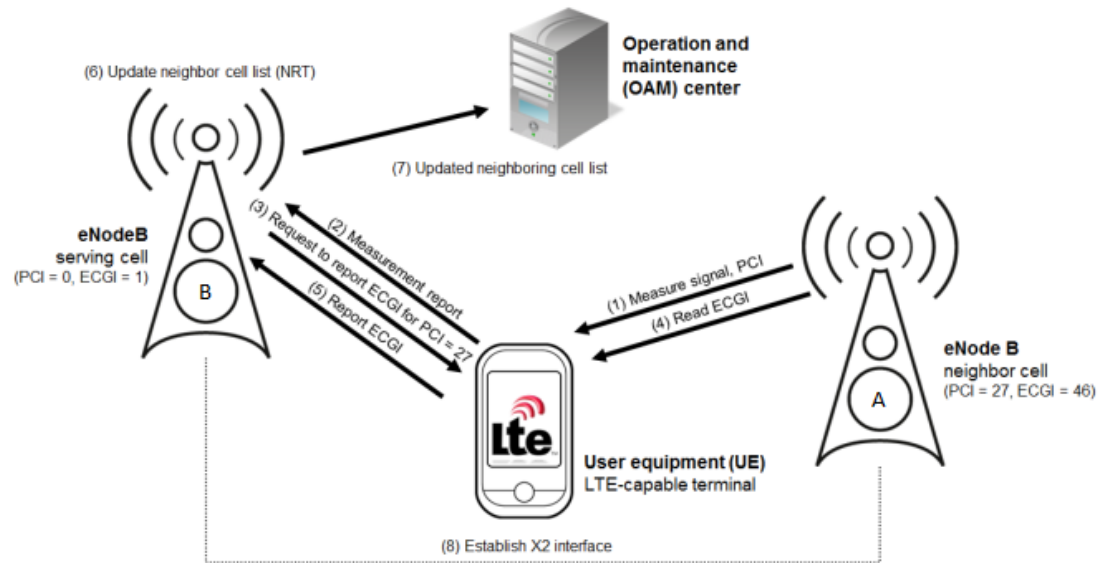 (6) Update neighbor cell list (NRT)
Operation and
maintenance
(OAM) center
(7) Updated neighboring cell list
eNodeB
serving cell
(PCI = 0, ECGI = 1)
B
(2) Measurement report
(3) Request to report ECGI for PCI = 27
(5) Report ECGI
(1) Measure signal, PCI
(4) Read ECGI
eNode B
neighbor cell
(PCI = 27, ECGI = 46)
A
Lte
User equipment (UE)
LTE-capable terminal
(8) Establish X2 interface